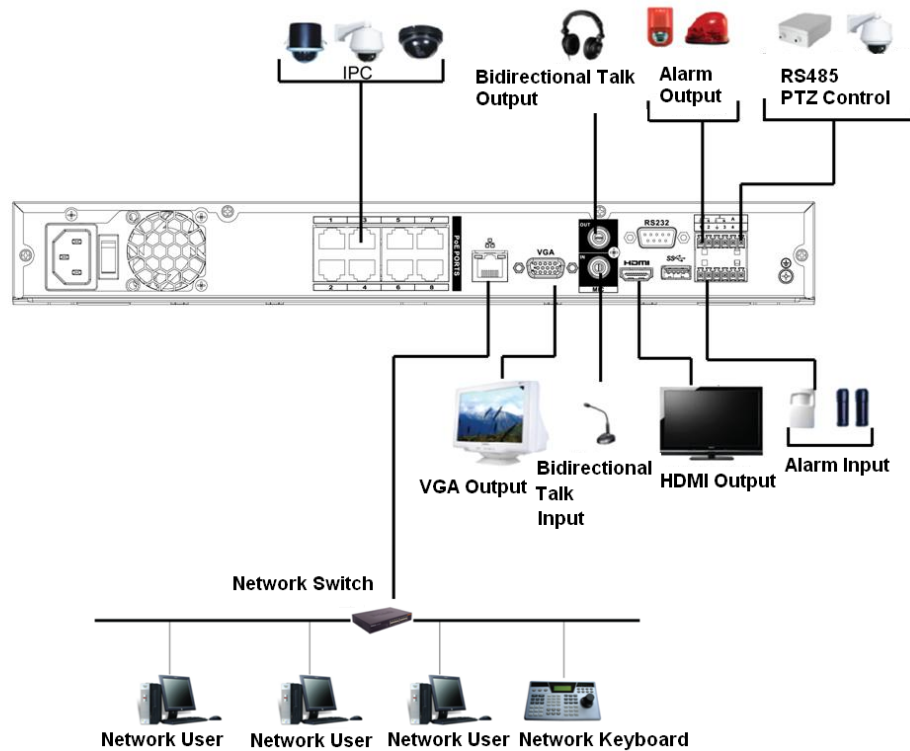 IPC
Bidirectional Talk
Output
Alarm
Output
RS485
PTZ Control
1 3 5 7
2 4 6 8
PoE PORTS
VGA
OUT
IN
MIC
RS232
HDMI
SS
A
VGA Output
Bidirectional
Talk
Input
HDMI Output
Alarm Input
Network Switch
Network User
Network User
Network User
Network Keyboard